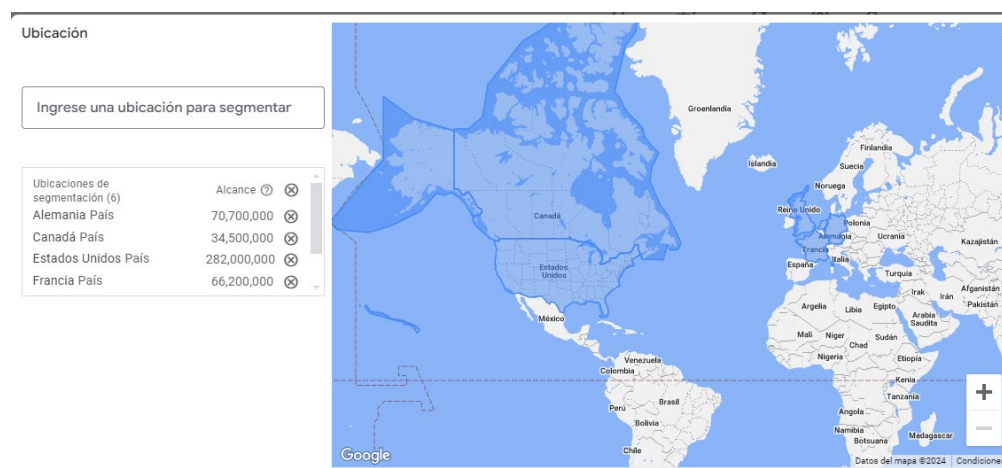 Ubicación
Ingrese una ubicación para segmentar
Ubicaciones de
segmentación (6)
Alcance
Alemania País 70,700,000
Canadá País 34,500,000
Estados Unidos País 282,000,000
Francia País 66,200,000
Groenlandia
Islandia
Finlandia
Suecia
Noruega
Reino Unido
Polonia
Alemania
Ucrania
Kazajistán
Francia
Italia
España
Turquía
Canadá
Estados
Unidos
México
Irak
Irán
Afganistán
Pakistán
Argelia
Libia
Egipto
Arabia
Saudita
Malí
Níger
Chad
Sudán
Nigeria
Etiopía
Venezuela
Colombia
Kenia
Tanzania
Perú
Brasil
Bolivia
Angola
Namibia
Botsuana
Madagascar
Chile
Google
Datos del mapa ©2024
Condiciones